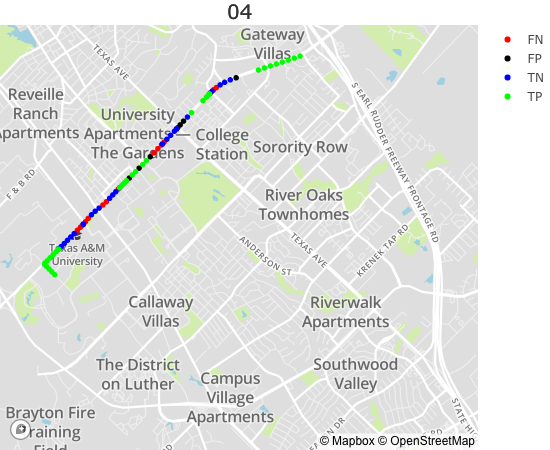 04
Gateway
Villas
FN
FP
TN
TP
TEXAS AVE
Reveille
Ranch
Apartments
University
Apartments — College
The Gardens
Station
S EARL RUDDER FREEWAY FRONTAGE RD
Sorority Row
F & B RD
River Oaks
Townhomes
Texas A&M
University
ANDERSON ST
TEXAS AVE
KRENEK TAP RD
Callaway
Villas
Riverwalk
Apartments
The District
on Luther
Campus
Village
Apartments
Southwood
Valley
Brayton Fire
Training
Field
DR
STATE HI
© Mapbox © OpenStreetMap